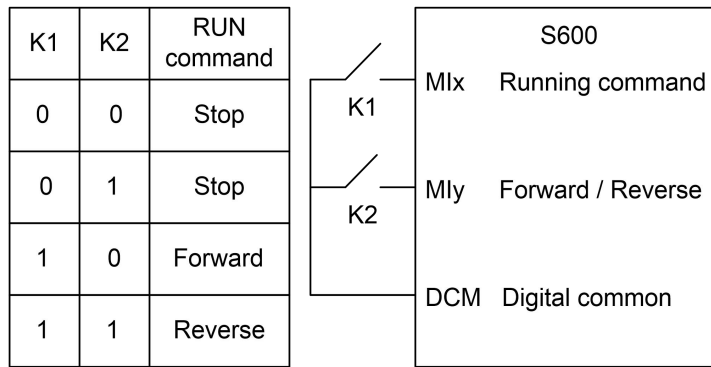 K1 K2 RUN command
0 0 Stop
0 1 Stop
1 0 Forward
1 1 Reverse
K1
K2
S600
MIx Running command
MIy Forward / Reverse
DCM Digital common